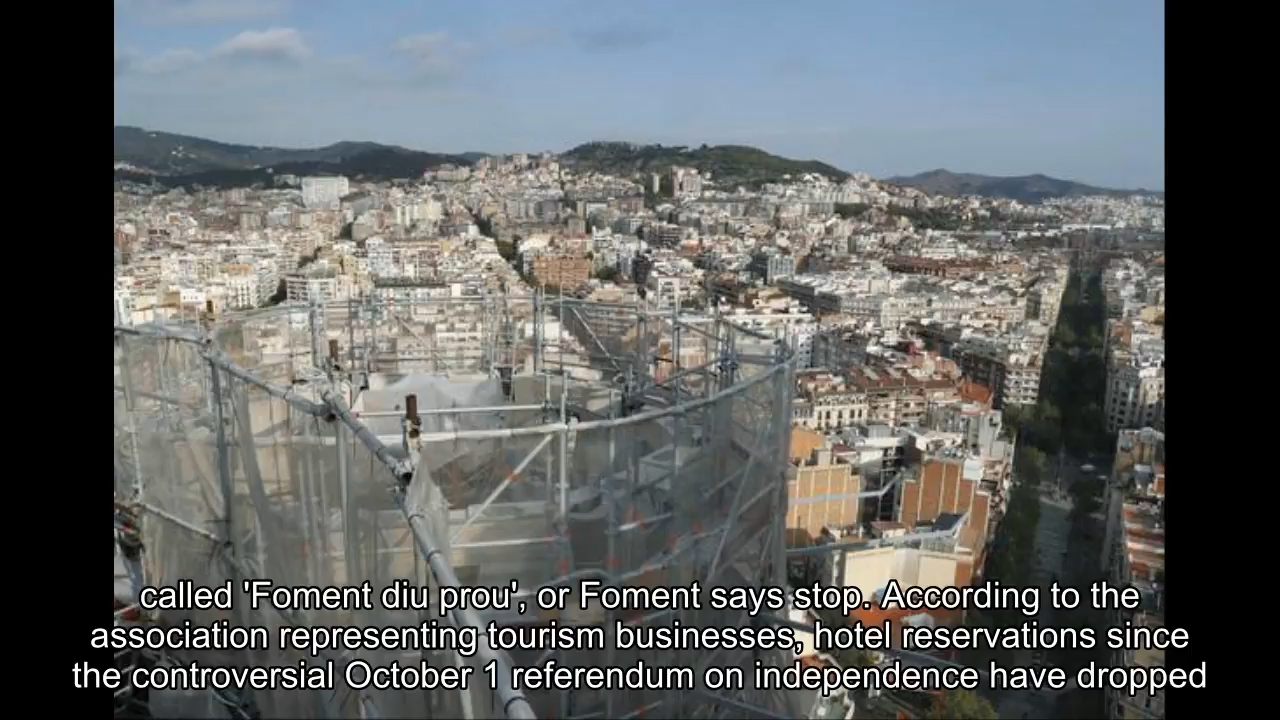 called 'Foment diu prou', or Foment says stop. According to the
association representing tourism businesses, hotel reservations since
the controversial October 1 referendum on independence have dropped